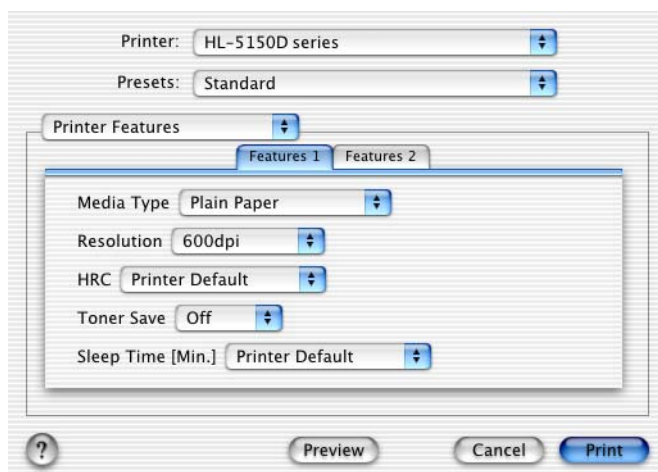 Printer: HL-5150D series
Presets: Standard
Printer Features
Features 1 Features 2
Media Type Plain Paper
Resolution 600dpi
HRC Printer Default
Toner Save Off
Sleep Time [Min.] Printer Default
? Preview Cancel Print